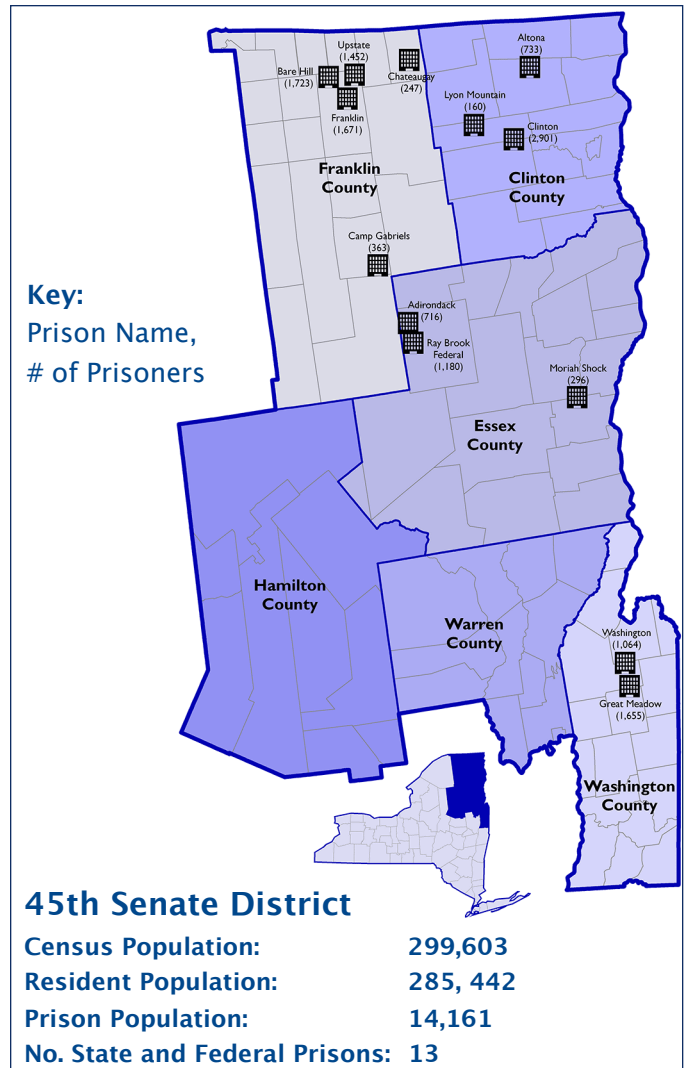 Altona
(733)
Upstate
(1,452)
Bare Hill
(1,723)
Chateaugay
(247)
Lyon Mountain
(160)
Franklin
(1,671)
Clinton
(2,901)
Franklin
County
Clinton
County
Camp Gabriels
(363)
Key:
Prison Name,
# of Prisoners
Adirondack
(716)
Ray Brook
Federal
(1,180)
Moriah Shock
(296)
Essex
County
Hamilton
County
Warren
County
Washington
(1,064)
Great Meadow
(1,655)
Washington
County
45th Senate District
Census Population: 299,603
Resident Population: 285, 442
Prison Population: 14,161
No. State and Federal Prisons: 13